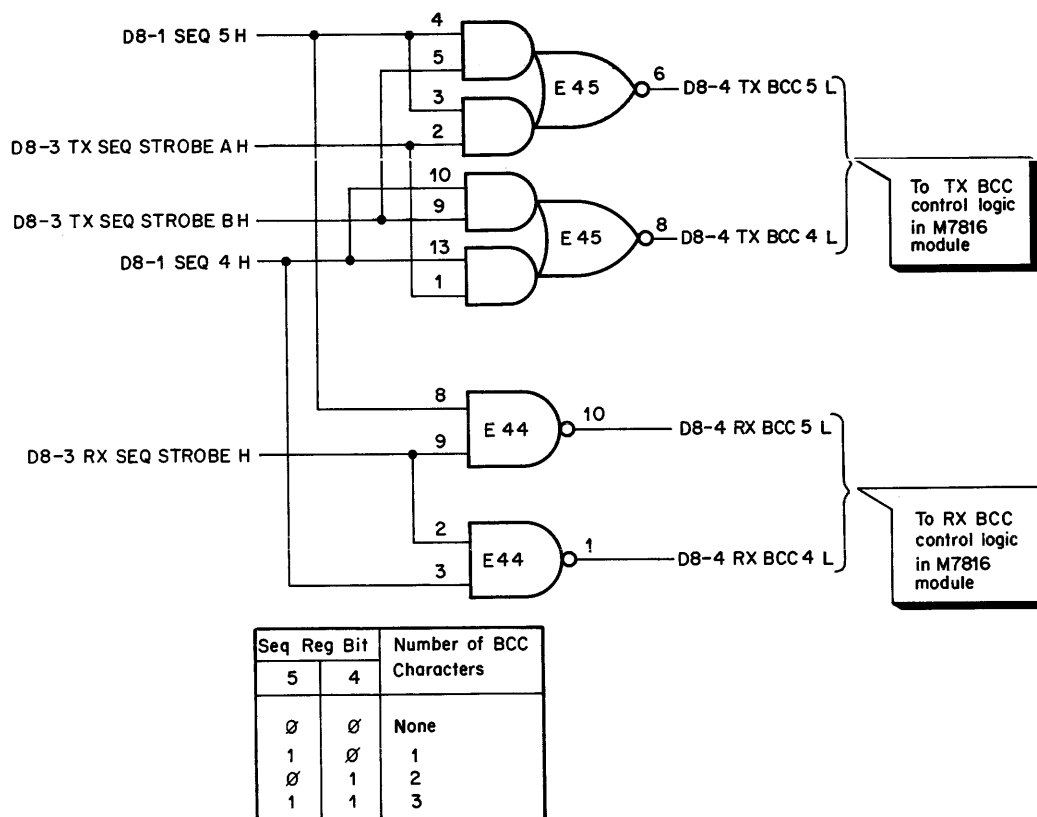 D8-1 SEQ 5 H
4
5
E 45
6
D8-4 TX BCC 5 L
3
2
D8-3 TX SEQ STROBE A H
10
9
D8-3 TX SEQ STROBE B H
E 45
8
D8-4 TX BCC 4 L
D8-1 SEQ 4 H
13
1
To TX BCC
control logic
in M7816
module
8
E 44
10
D8-4 RX BCC 5 L
9
D8-3 RX SEQ STROBE H
2
E44
1
D8-4 RX BCC 4 L
3
To RX BCC
control logic
in M7816
module
Seq Reg Bit Number of BCC
5 4 Characters
Ø Ø None
1 Ø 1
Ø 1 2
1 1 3